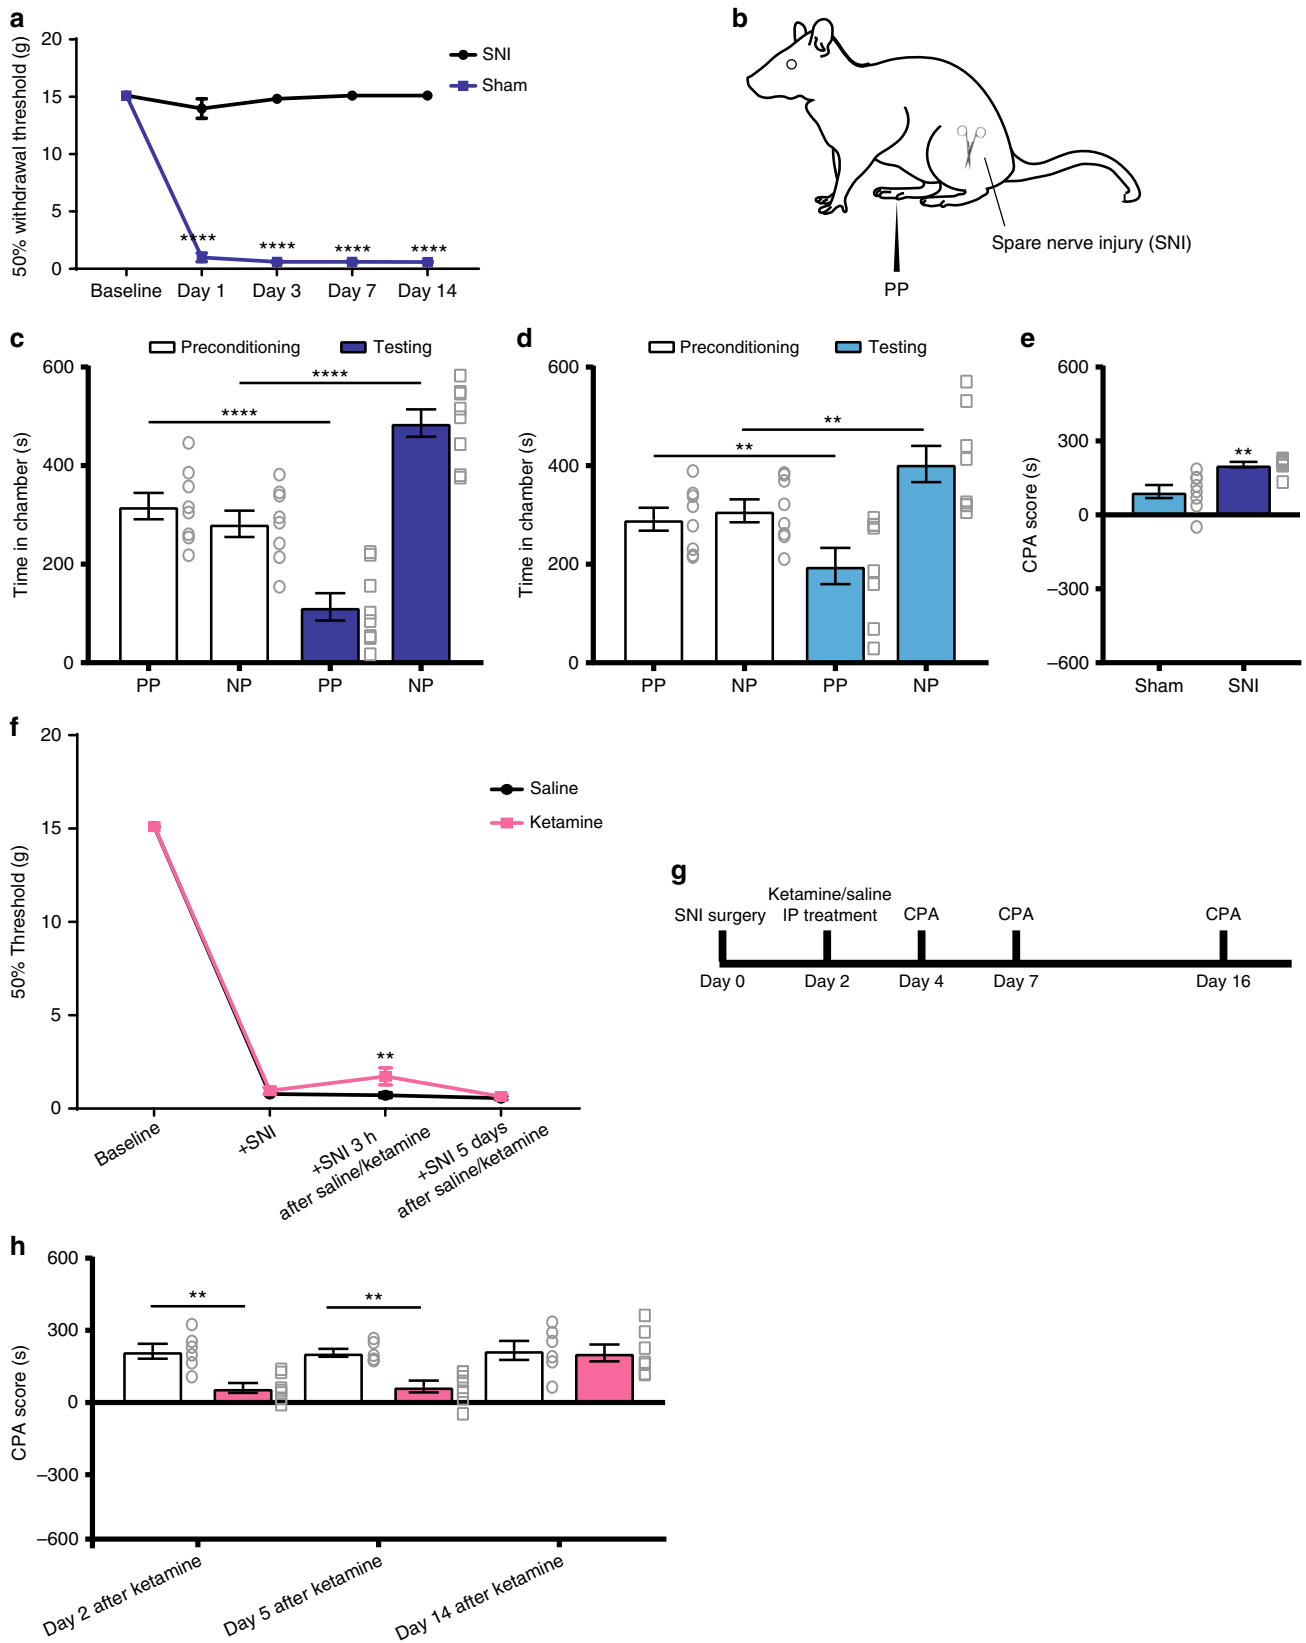 a
50% withdrawal threshold (g)
20
15
10
5
0
SNI
Sham
****
****
****
****
Baseline
Day 1
Day 3
Day 7
Day 14
b
Spare nerve injury (SNI)
PP
c
Preconditioning
Testing
Time in chamber (s)
600
400
200
0
****
****
PP
NP
PP
NP
d
Preconditioning
Testing
Time in chamber (s)
600
400
200
0
**
**
PP
NP
PP
NP
e
CPA score (s)
600
300
0
−300
−600
**
Sham
SNI
f
50% Threshold (g)
20
15
10
5
0
Saline
Ketamine
**
Baseline
+SNI
+SNI 3 h
after saline/ketamine
+SNI 5 days
after saline/ketamine
g
SNI surgery
Ketamine/saline
IP treatment
CPA
CPA
CPA
Day 0
Day 2
Day 4
Day 7
Day 16
h
CPA score (s)
600
300
0
−300
−600
**
**
Day 2 after ketamine
Day 5 after ketamine
Day 14 after ketamine